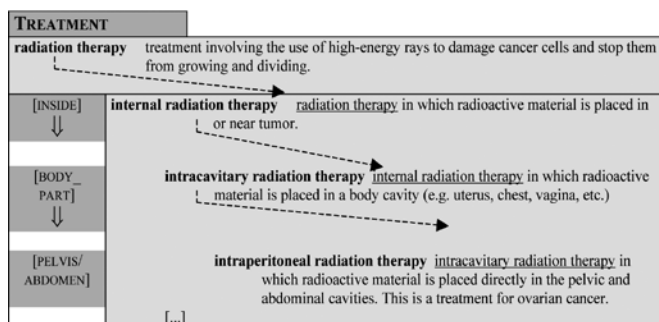 TREATMENT
radiation therapy treatment involving the use of high-energy rays to damage cancer cells and stop them
from growing and dividing.
[INSIDE] internal radiation therapy radiation therapy in which radioactive material is placed in
or near tumor.
[BODY_
PART] intracavitary radiation therapy internal radiation therapy in which radioactive
material is placed in a body cavity (e.g. uterus, chest, vagina, etc.)
[PELVIS/
ABDOMEN] intraperitoneal radiation therapy intracavitary radiation therapy in
which radioactive material is placed directly in the pelvic and
abdominal cavities. This is a treatment for ovarian cancer.
[...]